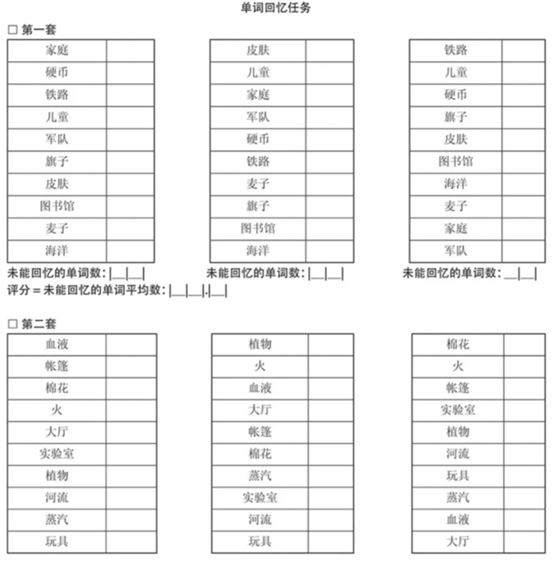 单词回忆任务
□ 第一套
家庭 皮肤 铁路
硬币 儿童 儿童
铁路 家庭 硬币
儿童 军队 旗子
军队 硬币 皮肤
旗子 铁路 图书馆
皮肤 麦子 海洋
图书馆 旗子 麦子
麦子 图书馆 家庭
海洋 海洋 军队
未能回忆的单词数：|__|__| 未能回忆的单词数：|__|__| 未能回忆的单词数：__|__|
评分 = 未能回忆的单词平均数：|__|__|.|__|
□ 第二套
血液 植物 棉花
帐篷 火 火
棉花 血液 帐篷
火 大厅 实验室
大厅 帐篷 植物
实验室 棉花 河流
植物 蒸汽 玩具
河流 实验室 蒸汽
蒸汽 河流 血液
玩具 玩具 大厅